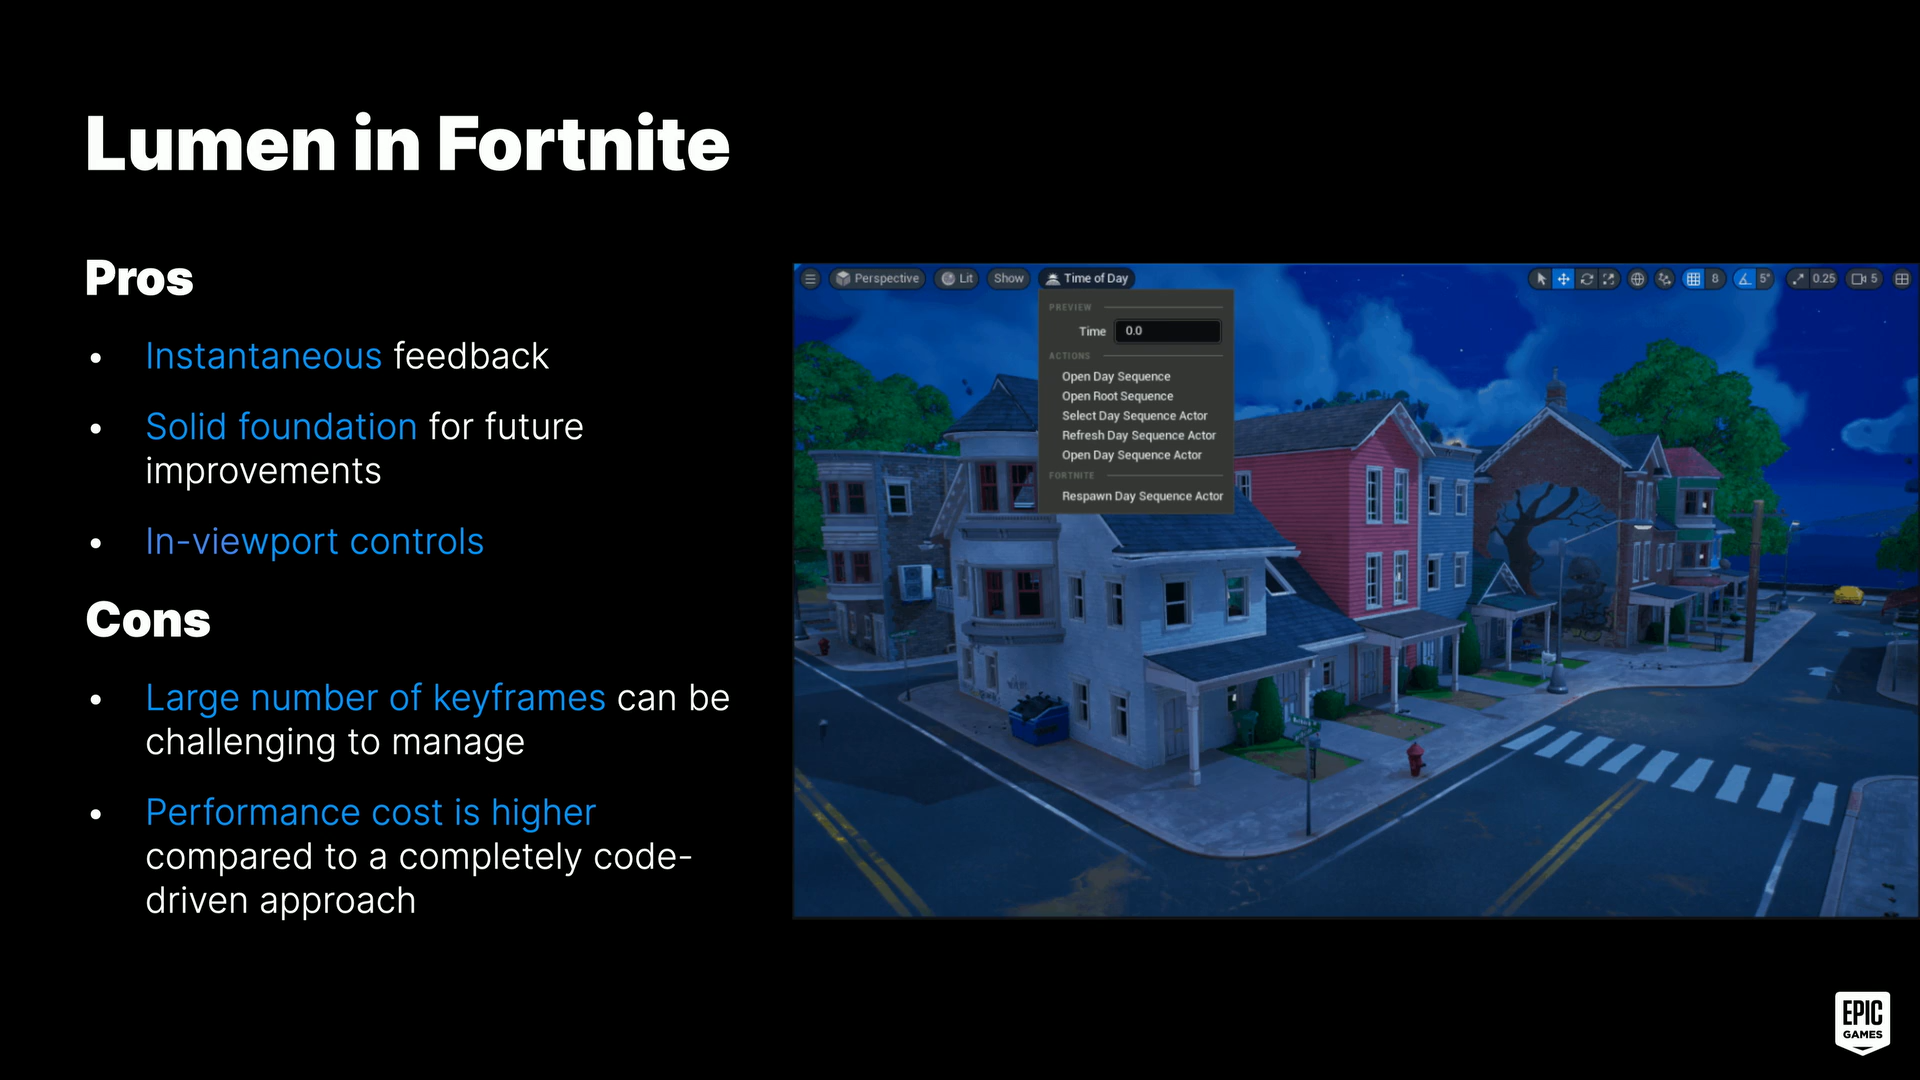 Lumen in Fortnite
Pros
• Instantaneous feedback
• Solid foundation for future
improvements
• In-viewport controls
Cons
• Large number of keyframes can be
challenging to manage
• Performance cost is higher
compared to a completely code-
driven approach
Perspective Lit Show Time of Day 8 5° 0.25 5
PREVIEW
Time 0.0
ACTIONS
Open Day Sequence
Open Root Sequence
Select Day Sequence Actor
Refresh Day Sequence Actor
Open Day Sequence Actor
FORTNITE
Respawn Day Sequence Actor
EPIC
GAMES